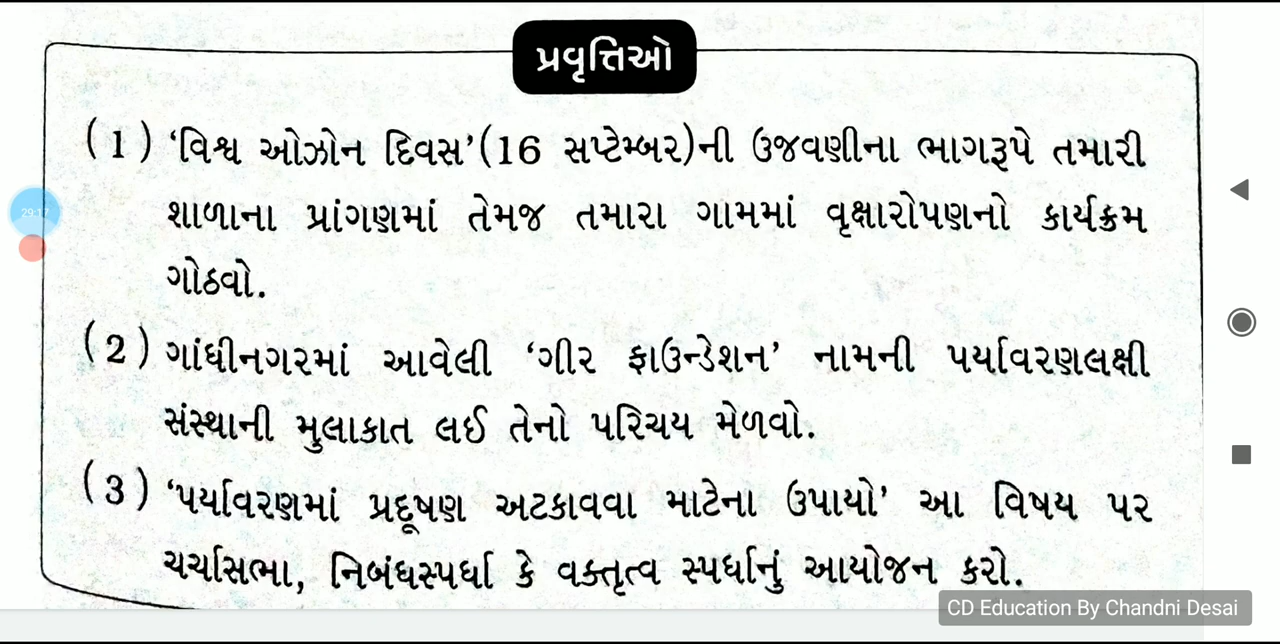 પ્રવૃત્તિઓ
(1) ‘વિશ્વ ઓઝોન દિવસ’(16 સપ્ટેમ્બર)ની ઉજવણીના ભાગરૂપે તમારી
શાળાના પ્રાંગણમાં તેમજ તમારા ગામમાં વૃક્ષારોપણનો કાર્યક્રમ
ગોઠવો.
(2) ગાંધીનગરમાં આવેલી ‘ગીર ફાઉન્ડેશન’ નામની પર્યાવરણલક્ષી
સંસ્થાની મુલાકાત લઈ તેનો પરિચય મેળવો.
(3) ‘પર્યાવરણમાં પ્રદૂષણ અટકાવવા માટેના ઉપાયો’ આ વિષય પર
ચર્ચાસભા, નિબંધસ્પર્ધા કે વક્તૃત્વ સ્પર્ધાનું આયોજન કરો.
29:17
CD Education By Chandni Desai